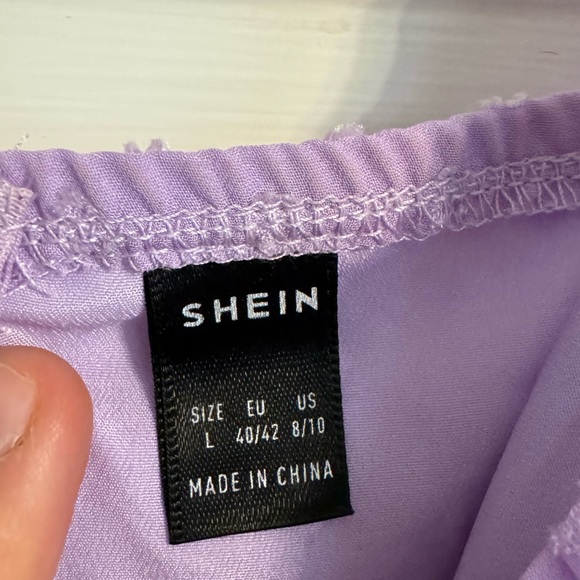 SHEIN
SIZE EU US
L 40/42 8/10
MADE IN CHINA